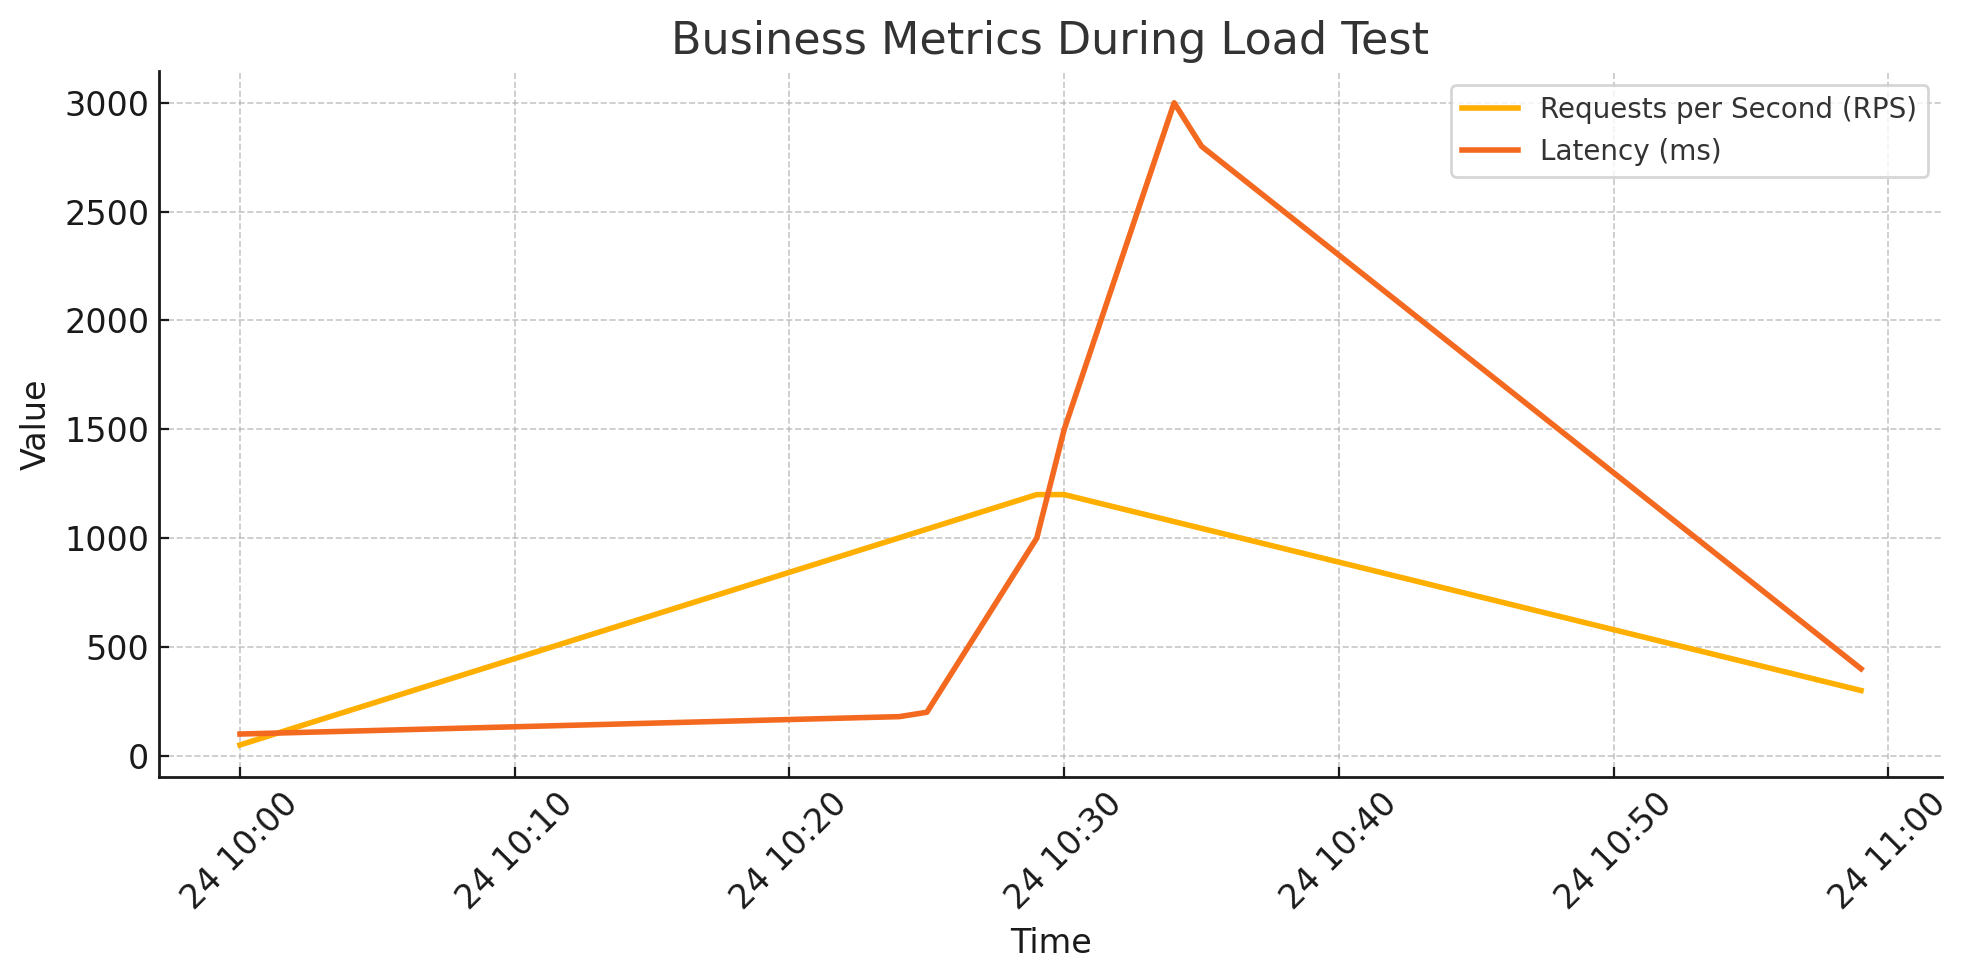 Business Metrics During Load Test
Requests per Second (RPS)
Latency (ms)
3000
2500
2000
1500
1000
500
0
Value
24 10:00
24 10:10
24 10:20
24 10:30
24 10:40
24 10:50
24 11:00
Time